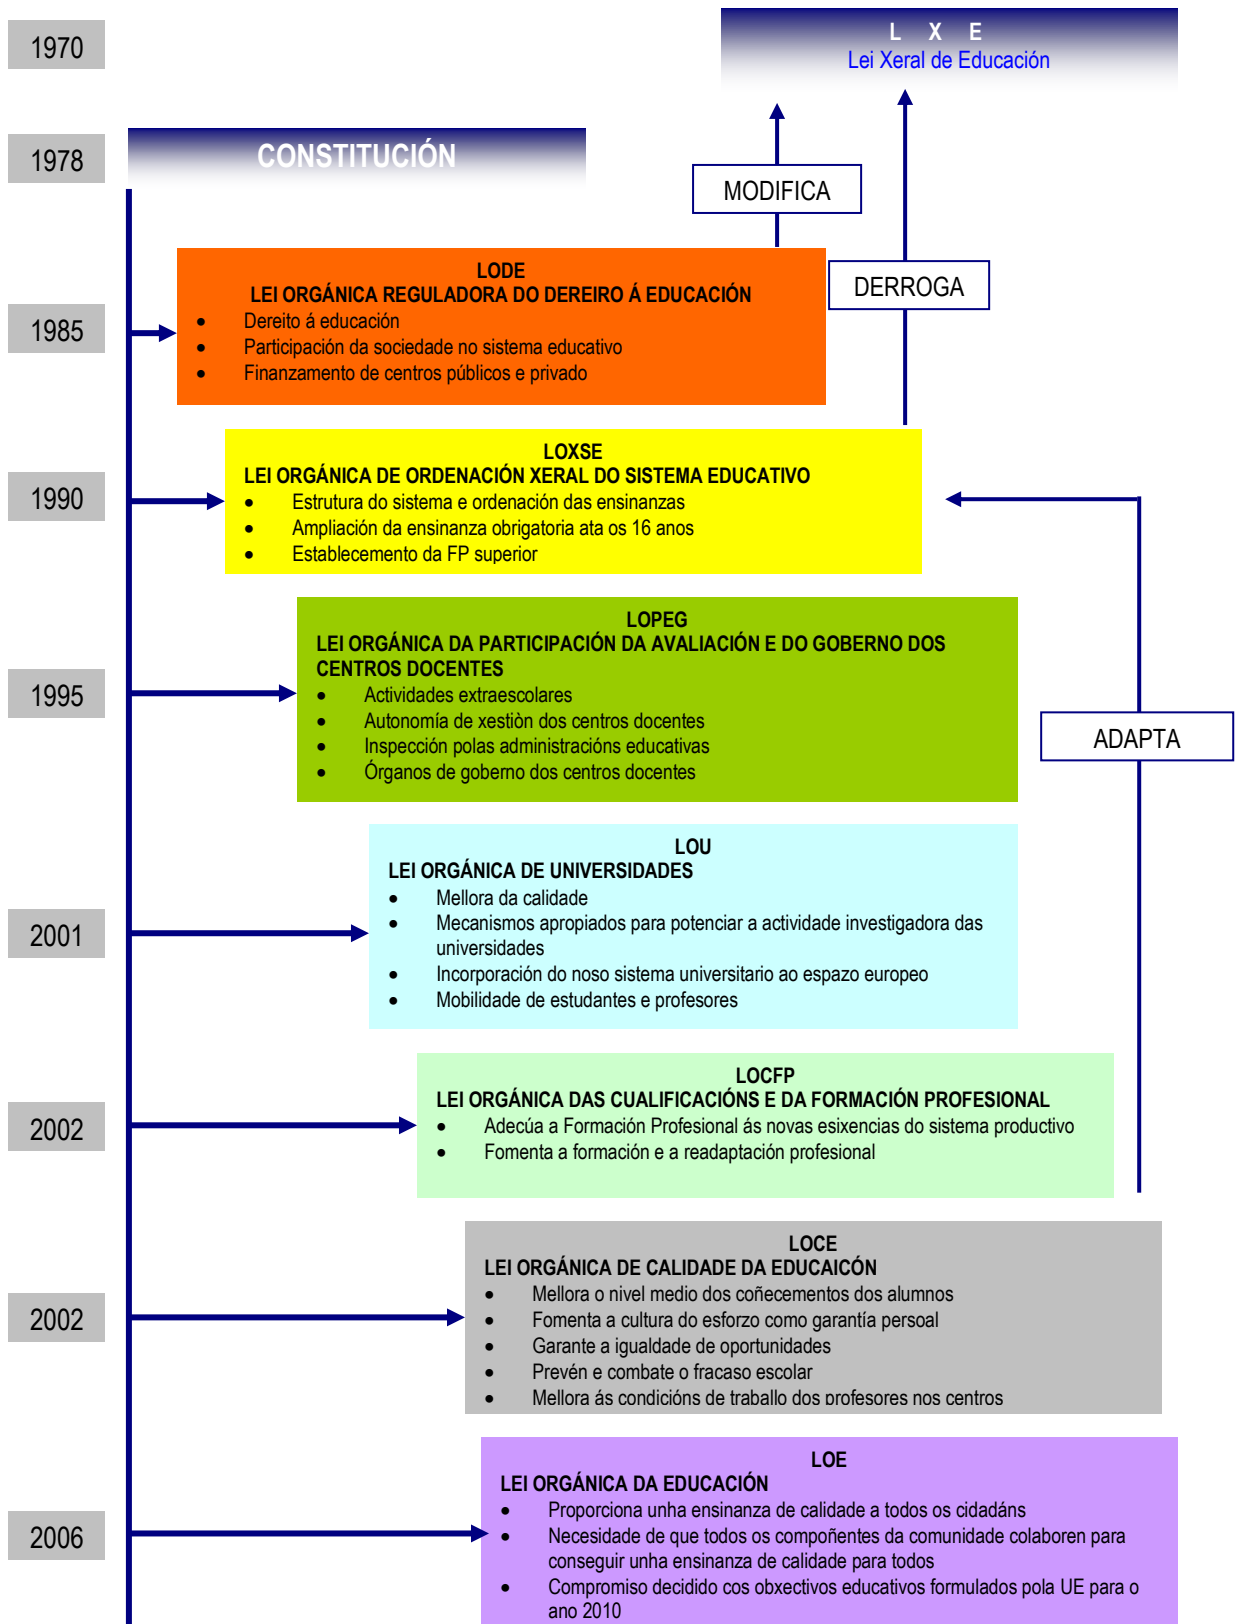 1970
L X E
Lei Xeral de Educación
1978
CONSTITUCIÓN
MODIFICA
DERROGA
1985
LODE
LEI ORGÁNICA REGULADORA DO DEREIRO Á EDUCACIÓN
• Dereito á educación
• Participación da sociedade no sistema educativo
• Finanzamento de centros públicos e privado
1990
LOXSE
LEI ORGÁNICA DE ORDENACIÓN XERAL DO SISTEMA EDUCATIVO
• Estrutura do sistema e ordenación das ensinanzas
• Ampliación da ensinanza obrigatoria ata os 16 anos
• Establecemento da FP superior
1995
LOPEG
LEI ORGÁNICA DA PARTICIPACIÓN DA AVALIACIÓN E DO GOBERNO DOS
CENTROS DOCENTES
• Actividades extraescolares
• Autonomía de xestiòn dos centros docentes
• Inspección polas administracións educativas
• Órganos de goberno dos centros docentes
ADAPTA
2001
LOU
LEI ORGÁNICA DE UNIVERSIDADES
• Mellora da calidade
• Mecanismos apropiados para potenciar a actividade investigadora das
universidades
• Incorporación do noso sistema universitario ao espazo europeo
• Mobilidade de estudantes e profesores
2002
LOCFP
LEI ORGÁNICA DAS CUALIFICACIÓNS E DA FORMACIÓN PROFESIONAL
• Adecúa a Formación Profesional ás novas esixencias do sistema productivo
• Fomenta a formación e a readaptación profesional
2002
LOCE
LEI ORGÁNICA DE CALIDADE DA EDUCAICÓN
• Mellora o nivel medio dos coñecementos dos alumnos
• Fomenta a cultura do esforzo como garantía persoal
• Garante a igualdade de oportunidades
• Prevén e combate o fracaso escolar
• Mellora ás condicións de traballo dos profesores nos centros
2006
LOE
LEI ORGÁNICA DA EDUCACIÓN
• Proporciona unha ensinanza de calidade a todos os cidadáns
• Necesidade de que todos os compoñentes da comunidade colaboren para
conseguir unha ensinanza de calidade para todos
• Compromiso decidido cos obxectivos educativos formulados pola UE para o
ano 2010